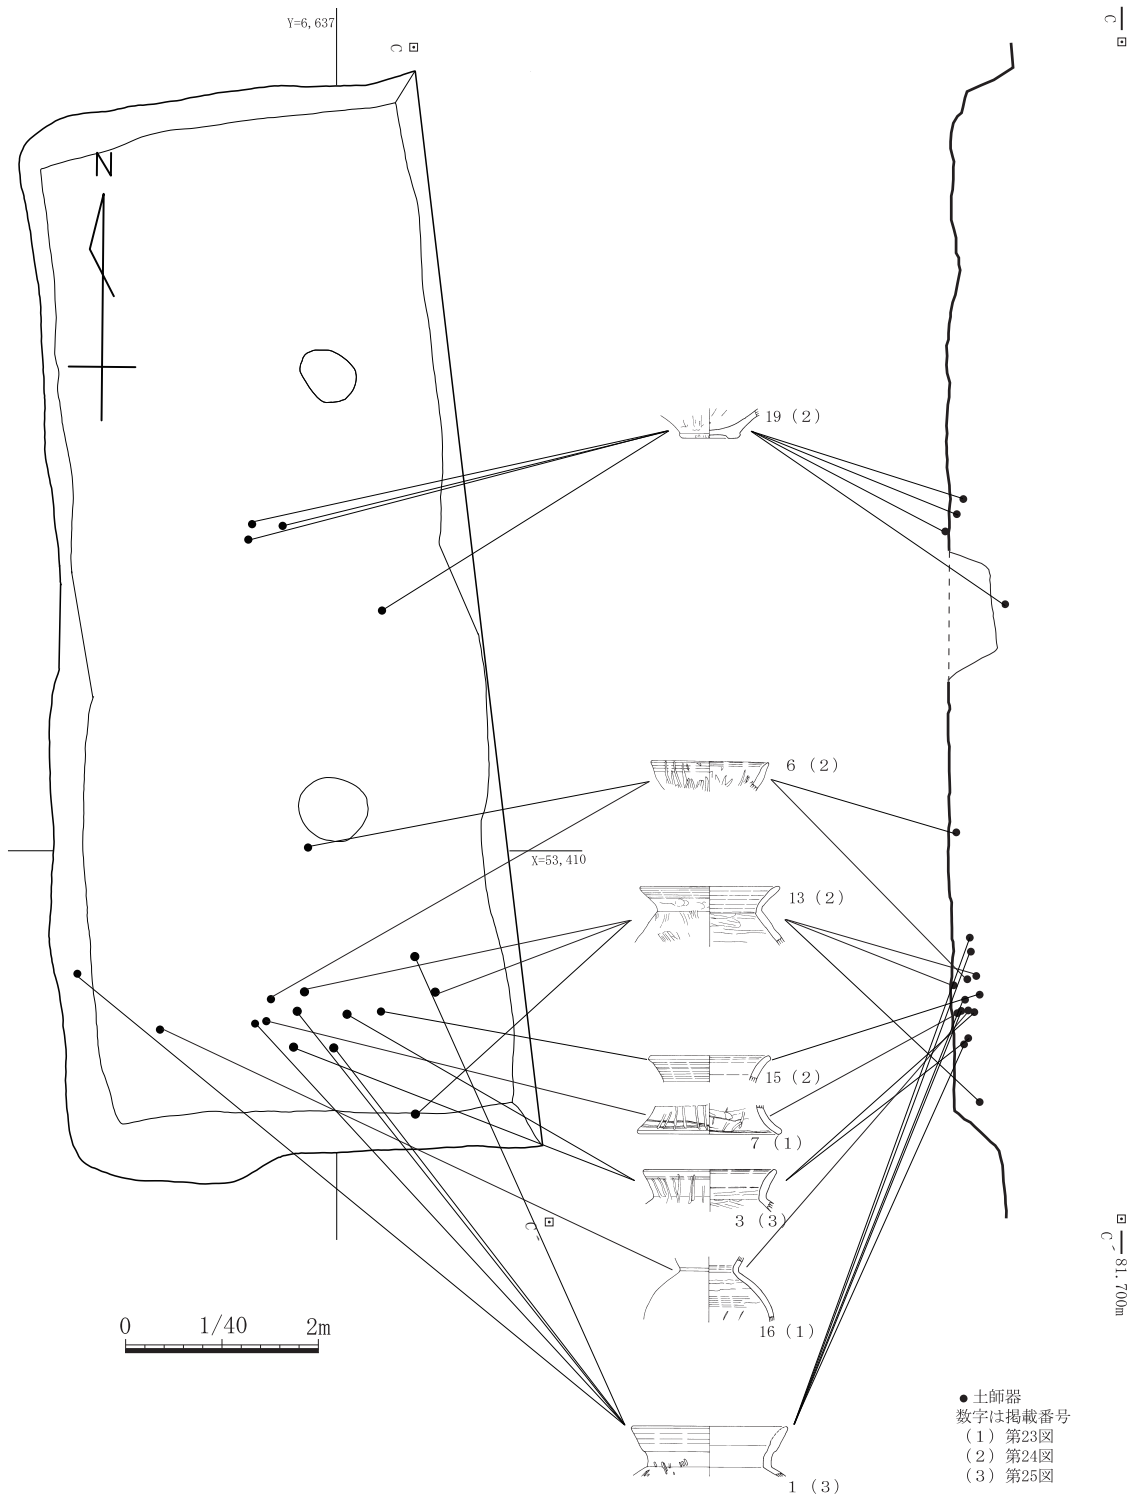 Y=6,637
C
C
N
19（2）
6（2）
X=53,410
13（2）
15（2）
7（1）
3（3）
C´
C´
81.700m
16（1）
0 1/40 2m
1（3）
●土師器
数字は掲載番号
（1）第23図
（2）第24図
（3）第25図